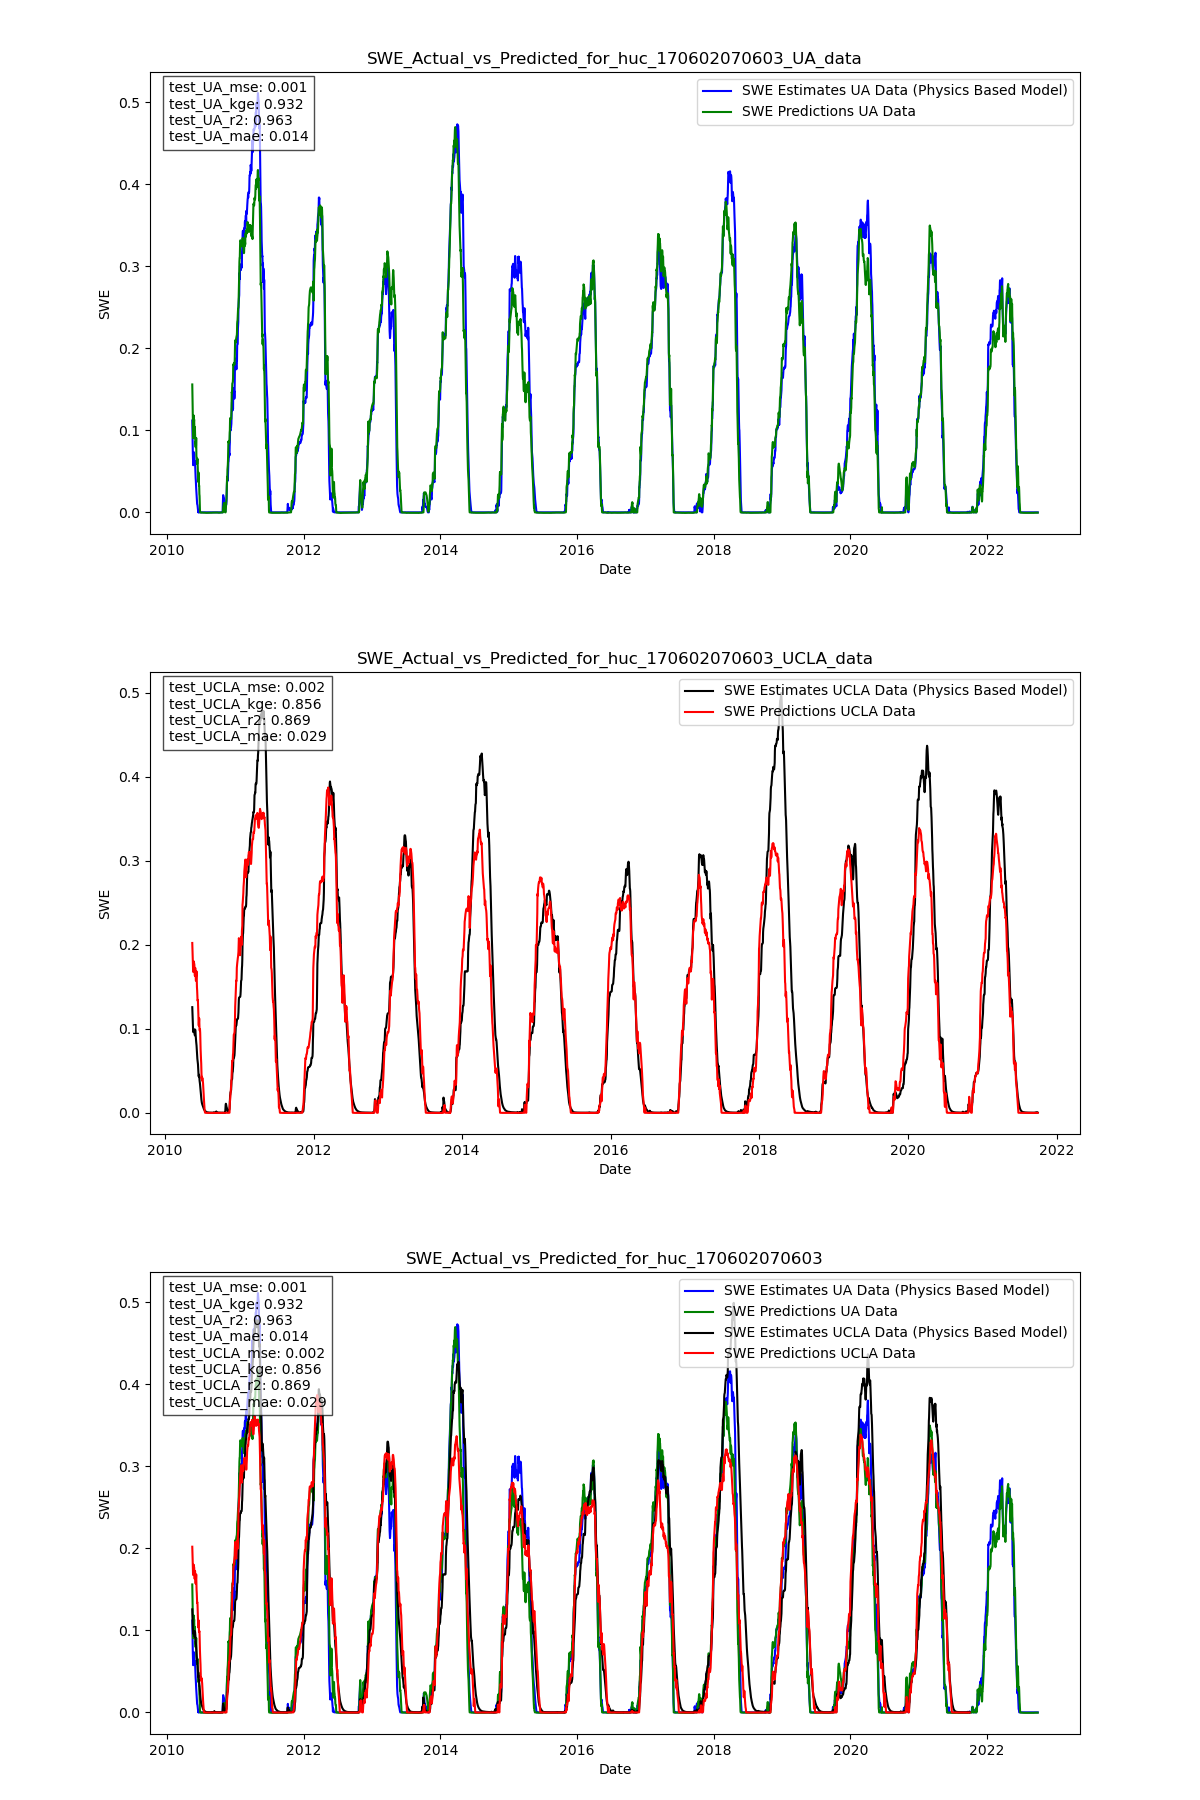 SWE_Actual_vs_Predicted_for_huc_170602070603_UA_data
test_UA_mse: 0.001
test_UA_kge: 0.932
test_UA_r2: 0.963
test_UA_mae: 0.014
SWE Estimates UA Data (Physics Based Model)
SWE Predictions UA Data
0.5
0.4
0.3
0.2
0.1
0.0
SWE
2010 2012 2014 2016 2018 2020 2022
Date
SWE_Actual_vs_Predicted_for_huc_170602070603_UCLA_data
test_UCLA_mse: 0.002
test_UCLA_kge: 0.856
test_UCLA_r2: 0.869
test_UCLA_mae: 0.029
SWE Estimates UCLA Data (Physics Based Model)
SWE Predictions UCLA Data
0.5
0.4
0.3
0.2
0.1
0.0
SWE
2010 2012 2014 2016 2018 2020 2022
Date
SWE_Actual_vs_Predicted_for_huc_170602070603
test_UA_mse: 0.001
test_UA_kge: 0.932
test_UA_r2: 0.963
test_UA_mae: 0.014
test_UCLA_mse: 0.002
test_UCLA_kge: 0.856
test_UCLA_r2: 0.869
test_UCLA_mae: 0.029
SWE Estimates UA Data (Physics Based Model)
SWE Predictions UA Data
SWE Estimates UCLA Data (Physics Based Model)
SWE Predictions UCLA Data
0.5
0.4
0.3
0.2
0.1
0.0
SWE
2010 2012 2014 2016 2018 2020 2022
Date